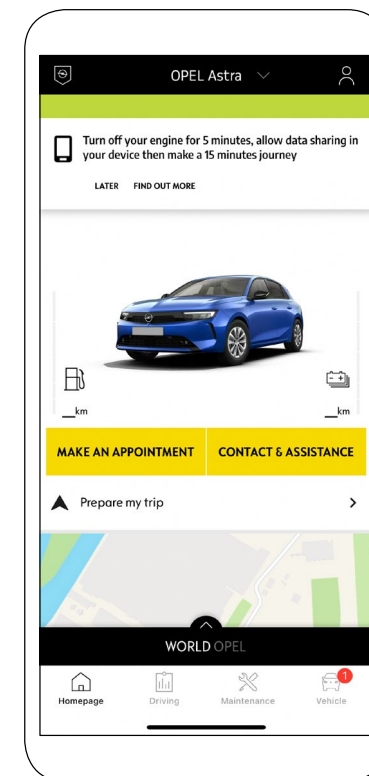 OPEL Astra
Turn off your engine for 5 minutes, allow data sharing in
your device then make a 15 minutes journey
LATER FIND OUT MORE
__km
__km
MAKE AN APPOINTMENT
CONTACT & ASSISTANCE
Prepare my trip
WORLD OPEL
1
Homepage
Driving
Maintenance
Vehicle